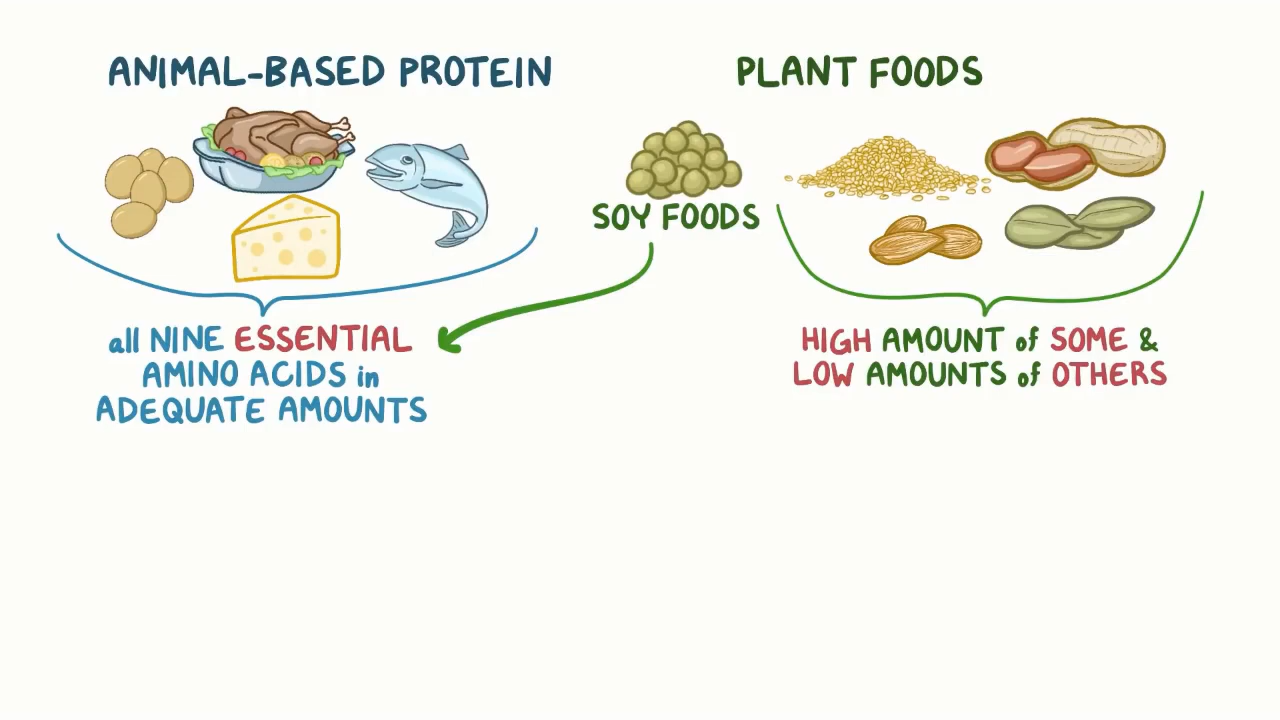 ANIMAL-BASED PROTEIN
PLANT FOODS
SOY FOODS
all NINE ESSENTIAL
AMINO ACIDS in
ADEQUATE AMOUNTS
HIGH AMOUNT of SOME &
LOW AMOUNTS of OTHERS